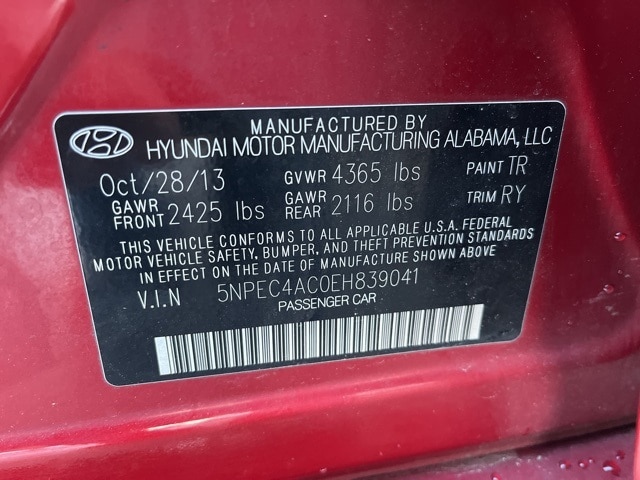 MANUFACTURED BY
HYUNDAI MOTOR MANUFACTURING ALABAMA, LLC
Oct/28/13 GVWR 4365 lbs PAINT TR
GAWR FRONT 2425 lbs GAWR REAR 2116 lbs TRIM RY
THIS VEHICLE CONFORMS TO ALL APPLICABLE U.S.A. FEDERAL
MOTOR VEHICLE SAFETY, BUMPER, AND THEFT PREVENTION STANDARDS
IN EFFECT ON THE DATE OF MANUFACTURE SHOWN ABOVE.
V.I.N 5NPEC4AC0EH839041
PASSENGER CAR